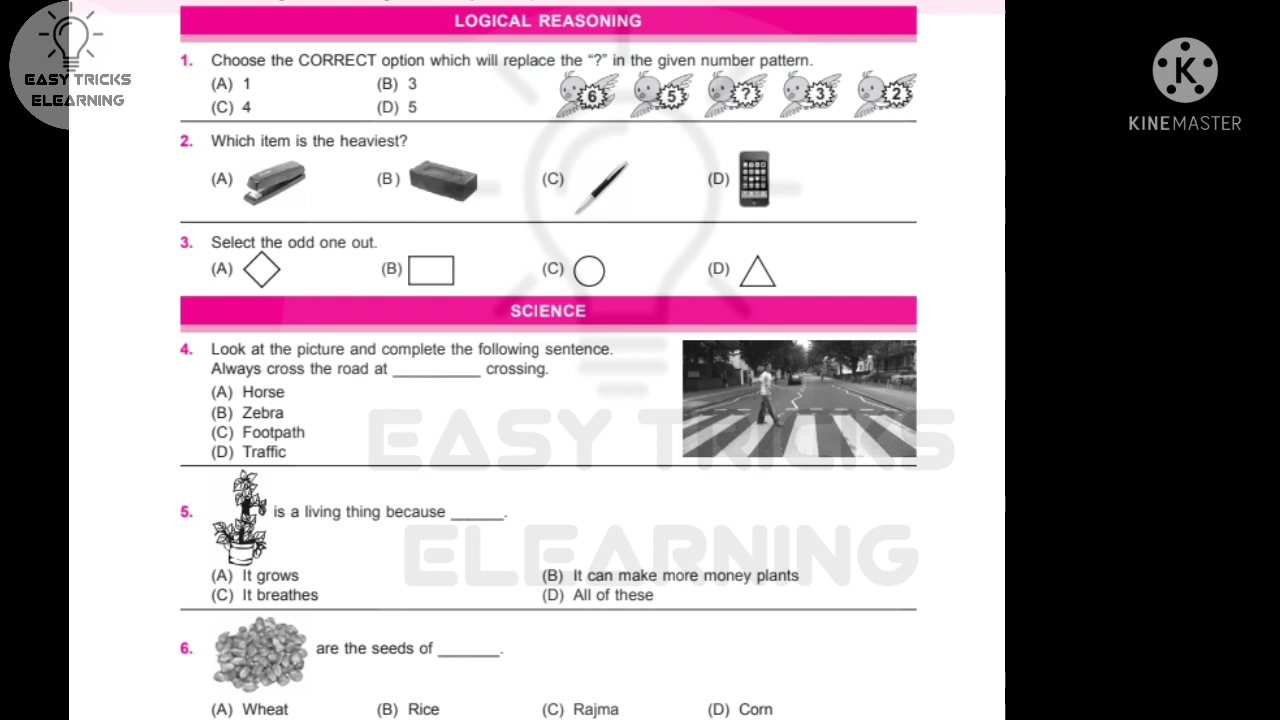 EASY TRICKS
ELEARNING
K
KINEMASTER
LOGICAL REASONING
1. Choose the CORRECT option which will replace the “?” in the given number pattern.
(A) 1 (B) 3
(C) 4 (D) 5
6 5 ? 3 2
2. Which item is the heaviest?
(A) (B) (C) (D)
3. Select the odd one out.
(A) (B) (C) (D)
SCIENCE
4. Look at the picture and complete the following sentence.
Always cross the road at __________ crossing.
(A) Horse
(B) Zebra
(C) Footpath
(D) Traffic
EASY TRICKS
5. is a living thing because ______.
ELEARNING
(A) It grows (B) It can make more money plants
(C) It breathes (D) All of these
6. are the seeds of _______.
(A) Wheat (B) Rice (C) Rajma (D) Corn